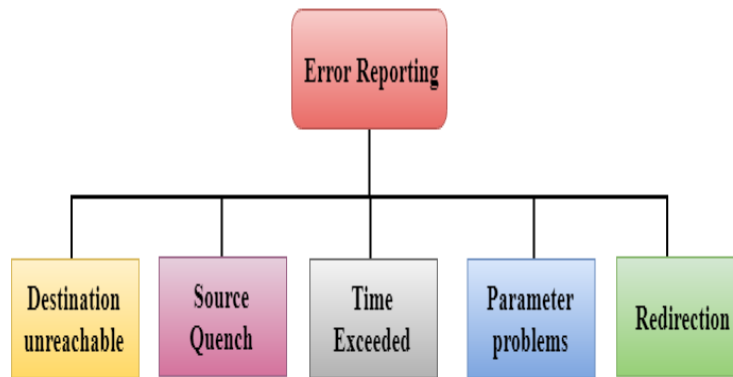 Error Reporting
Destination
unreachable
Source
Quench
Time
Exceeded
Parameter
problems
Redirection